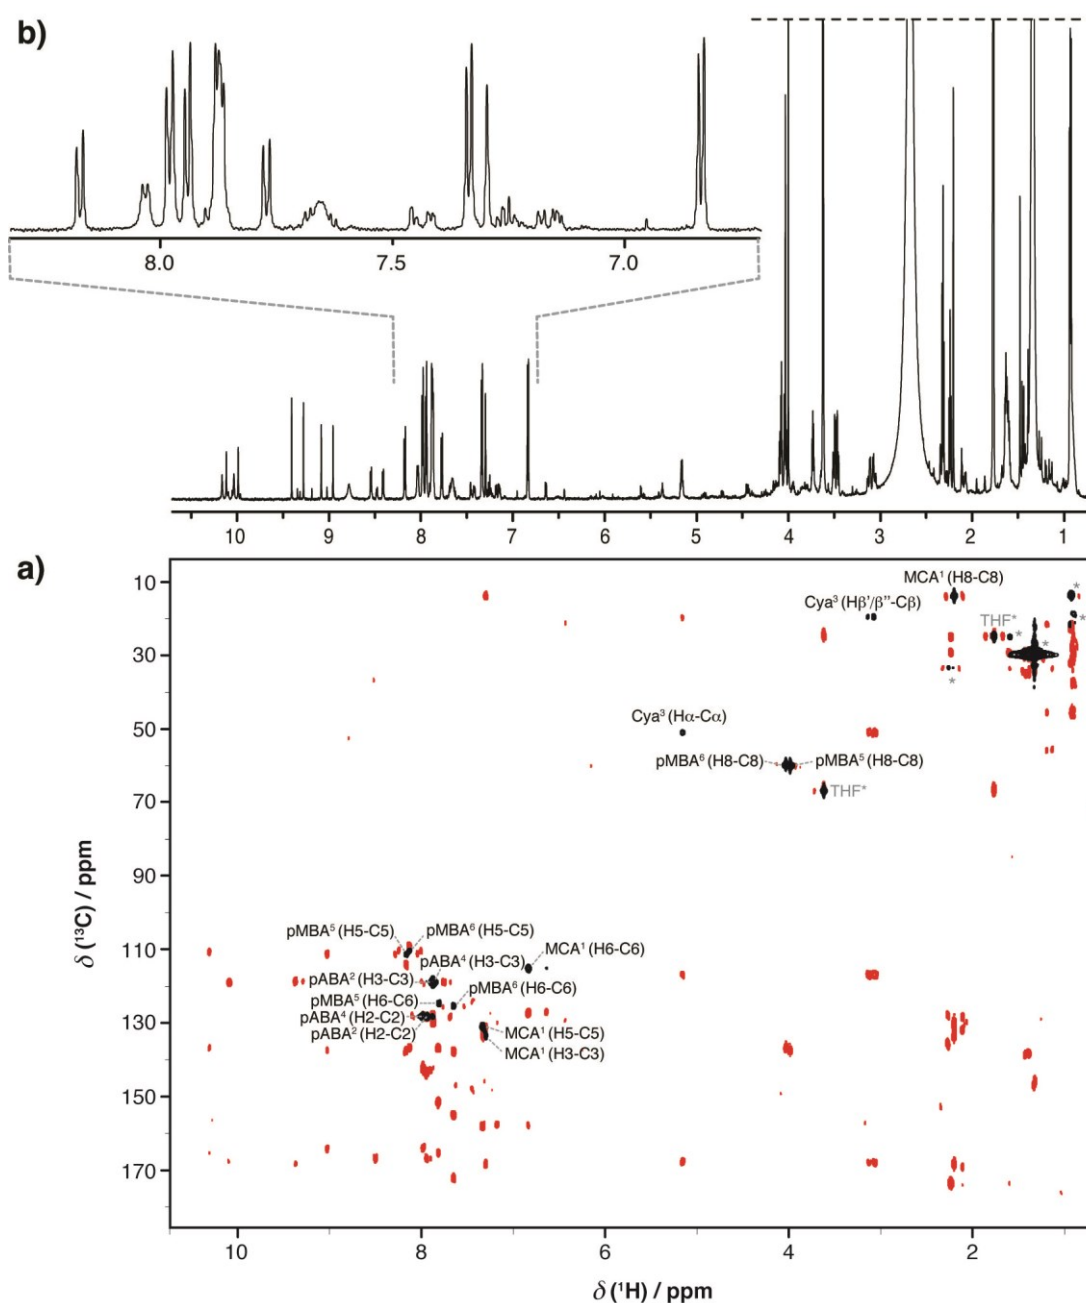 b)
8.0 7.5 7.0
10 9 8 7 6 5 4 3 2 1
a)
10
30
50
70
90
110
130
150
170
δ (¹³C) / ppm
MCA¹ (H8-C8)
*
Cya³ (Hβ'/β''-Cβ)
THF*
*
*
*
*
Cya³ (Hα-Cα)
pMBA⁶ (H8-C8)
pMBA⁵ (H8-C8)
THF*
pMBA⁵ (H5-C5)
pMBA⁶ (H5-C5)
MCA¹ (H6-C6)
pABA⁴ (H3-C3)
pABA² (H3-C3)
pMBA⁶ (H6-C6)
pMBA⁵ (H6-C6)
pABA⁴ (H2-C2)
MCA¹ (H5-C5)
pABA² (H2-C2)
MCA¹ (H3-C3)
10 8 6 4 2
δ (¹H) / ppm